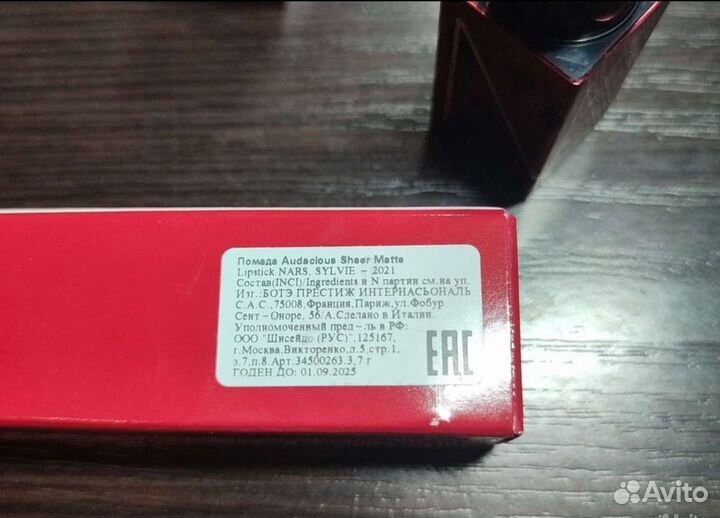 Помада Audacious Sheer Matte
Lipstick NARS, SYLVIE – 2021
Состав(INCI)/Ingredients и N партии см.на уп.
Изг.:БОТЭ ПРЕСТИЖ ИНТЕРНАСЬОНАЛЬ
С.А.С.,75008,Франция,Париж,ул.Фобур
Сент – Оноре, 56/А.Сделано в Италии.
Уполномоченный пред – ль в РФ:
ООО "Шисейдо (РУС)",125167,
г.Москва,Викторенко,д.5,стр.1,
э.7,п.8.Арт.34500263.3,7 г
ГОДЕН ДО: 01.09.2025
EAC
Avito